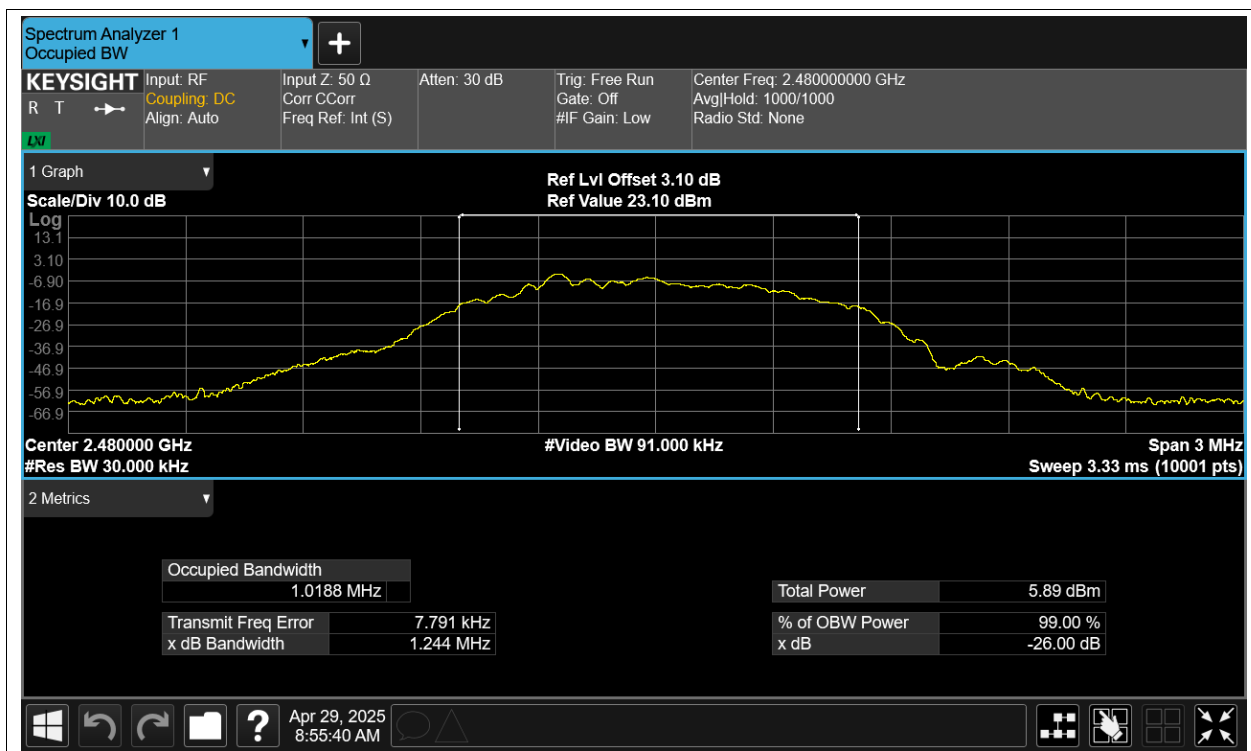 Spectrum Analyzer 1
Occupied BW
+
KEYSIGHT
R T
LXI
Input: RF
Coupling: DC
Align: Auto
Input Z: 50 Ω
Corr CCorr
Freq Ref: Int (S)
Atten: 30 dB
Trig: Free Run
Gate: Off
#IF Gain: Low
Center Freq: 2.480000000 GHz
Avg|Hold: 1000/1000
Radio Std: None
1 Graph
Scale/Div 10.0 dB
Ref Lvl Offset 3.10 dB
Ref Value 23.10 dBm
Log
13.1
3.10
-6.90
-16.9
-26.9
-36.9
-46.9
-56.9
-66.9
Center 2.480000 GHz
#Video BW 91.000 kHz
Span 3 MHz
#Res BW 30.000 kHz
Sweep 3.33 ms (10001 pts)
2 Metrics
Occupied Bandwidth
1.0188 MHz
Transmit Freq Error 7.791 kHz
x dB Bandwidth 1.244 MHz
Total Power 5.89 dBm
% of OBW Power 99.00 %
x dB -26.00 dB
?
Apr 29, 2025
8:55:40 AM